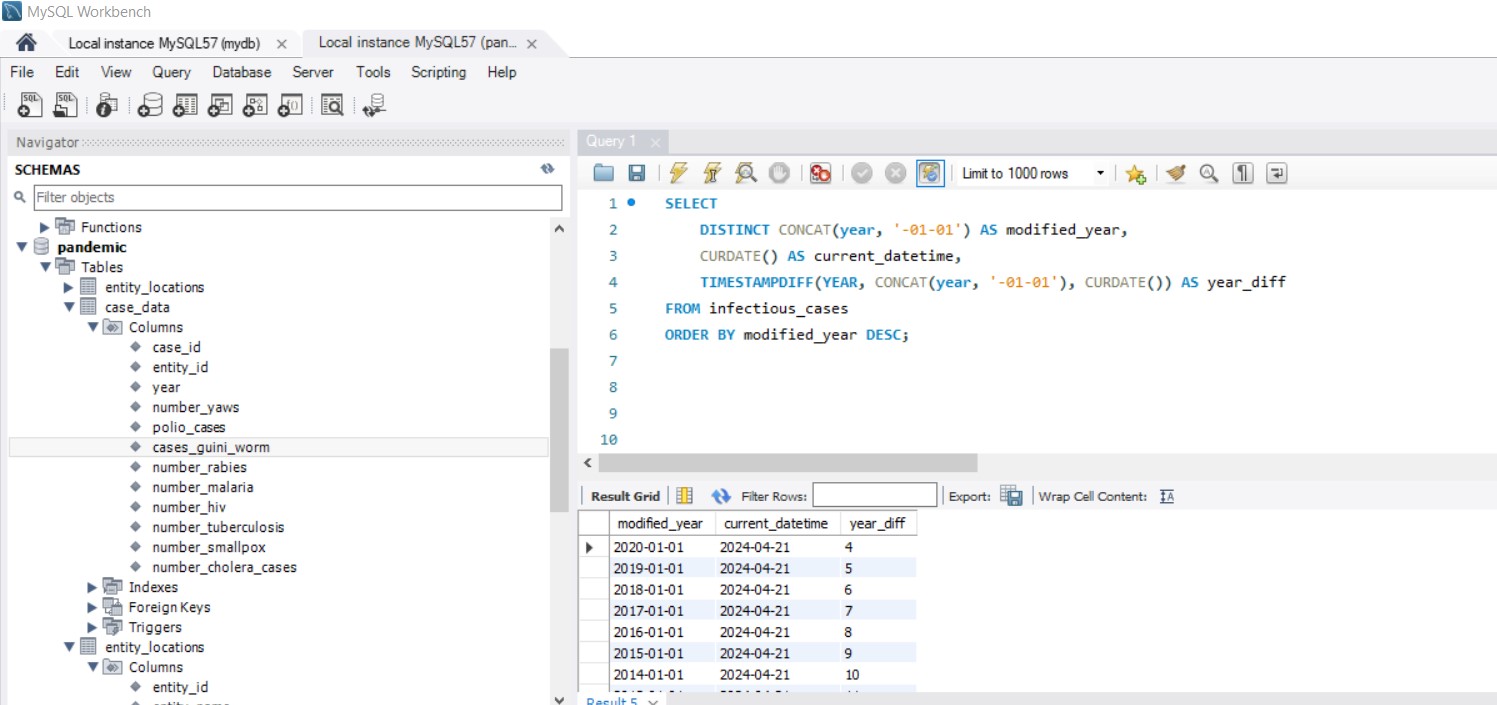 MySQL Workbench
Local instance MySQL57 (mydb)
Local instance MySQL57 (pan...
File Edit View Query Database Server Tools Scripting Help
Navigator
SCHEMAS
Filter objects
Functions
pandemic
Tables
entity_locations
case_data
Columns
case_id
entity_id
year
number_yaws
polio_cases
cases_guini_worm
number_rabies
number_malaria
number_hiv
number_tuberculosis
number_smallpox
number_cholera_cases
Indexes
Foreign Keys
Triggers
entity_locations
Columns
entity_id
Query 1
Limit to 1000 rows
1 SELECT
2 DISTINCT CONCAT(year, '-01-01') AS modified_year,
3 CURDATE() AS current_datetime,
4 TIMESTAMPDIFF(YEAR, CONCAT(year, '-01-01'), CURDATE()) AS year_diff
5 FROM infectious_cases
6 ORDER BY modified_year DESC;
7
8
9
10
Result Grid Filter Rows: Export: Wrap Cell Content:
modified_year current_datetime year_diff
2020-01-01 2024-04-21 4
2019-01-01 2024-04-21 5
2018-01-01 2024-04-21 6
2017-01-01 2024-04-21 7
2016-01-01 2024-04-21 8
2015-01-01 2024-04-21 9
2014-01-01 2024-04-21 10
Result 5